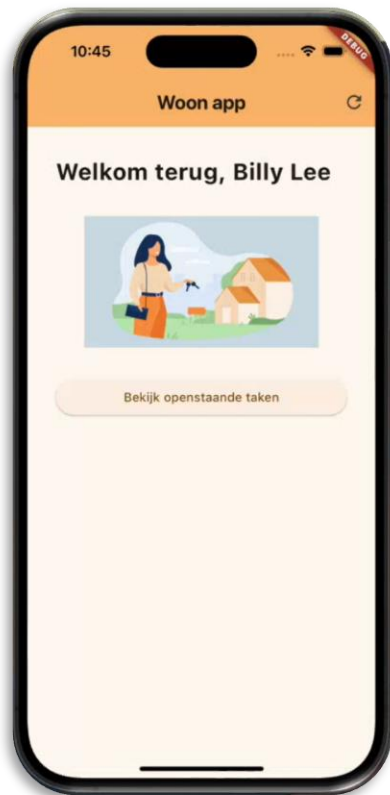 10:45
DEBUG
Woon app
Welkom terug, Billy Lee
Bekijk openstaande taken